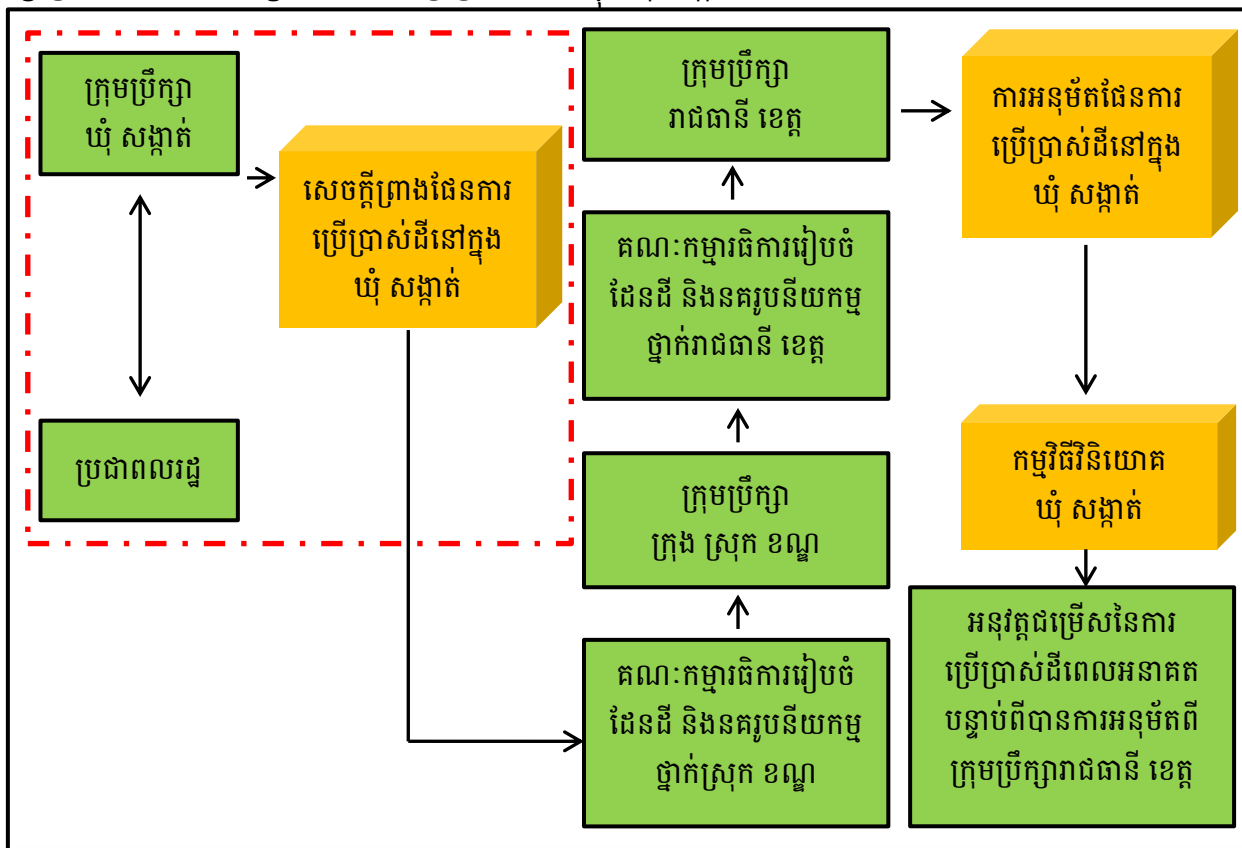 ក្រុមប្រឹក្សា
ឃុំ សង្កាត់
ប្រជាពលរដ្ឋ
សេចក្តីព្រាងផែនការ
ប្រើប្រាស់ដីនៅក្នុង
ឃុំ សង្កាត់
គណៈកម្មាធិការរៀបចំ
ដែនដី និងនគរូបនីយកម្ម
ថ្នាក់ស្រុក ខណ្ឌ
ក្រុមប្រឹក្សា
ក្រុង ស្រុក ខណ្ឌ
គណៈកម្មាធិការរៀបចំ
ដែនដី និងនគរូបនីយកម្ម
ថ្នាក់រាជធានី ខេត្ត
ក្រុមប្រឹក្សា
រាជធានី ខេត្ត
ការអនុម័តផែនការ
ប្រើប្រាស់ដីនៅក្នុង
ឃុំ សង្កាត់
កម្មវិធីវិនិយោគ
ឃុំ សង្កាត់
អនុវត្តជម្រើសនៃការ
ប្រើប្រាស់ដីពេលអនាគត
បន្ទាប់ពីបានការអនុម័តពី
ក្រុមប្រឹក្សារាជធានី ខេត្ត